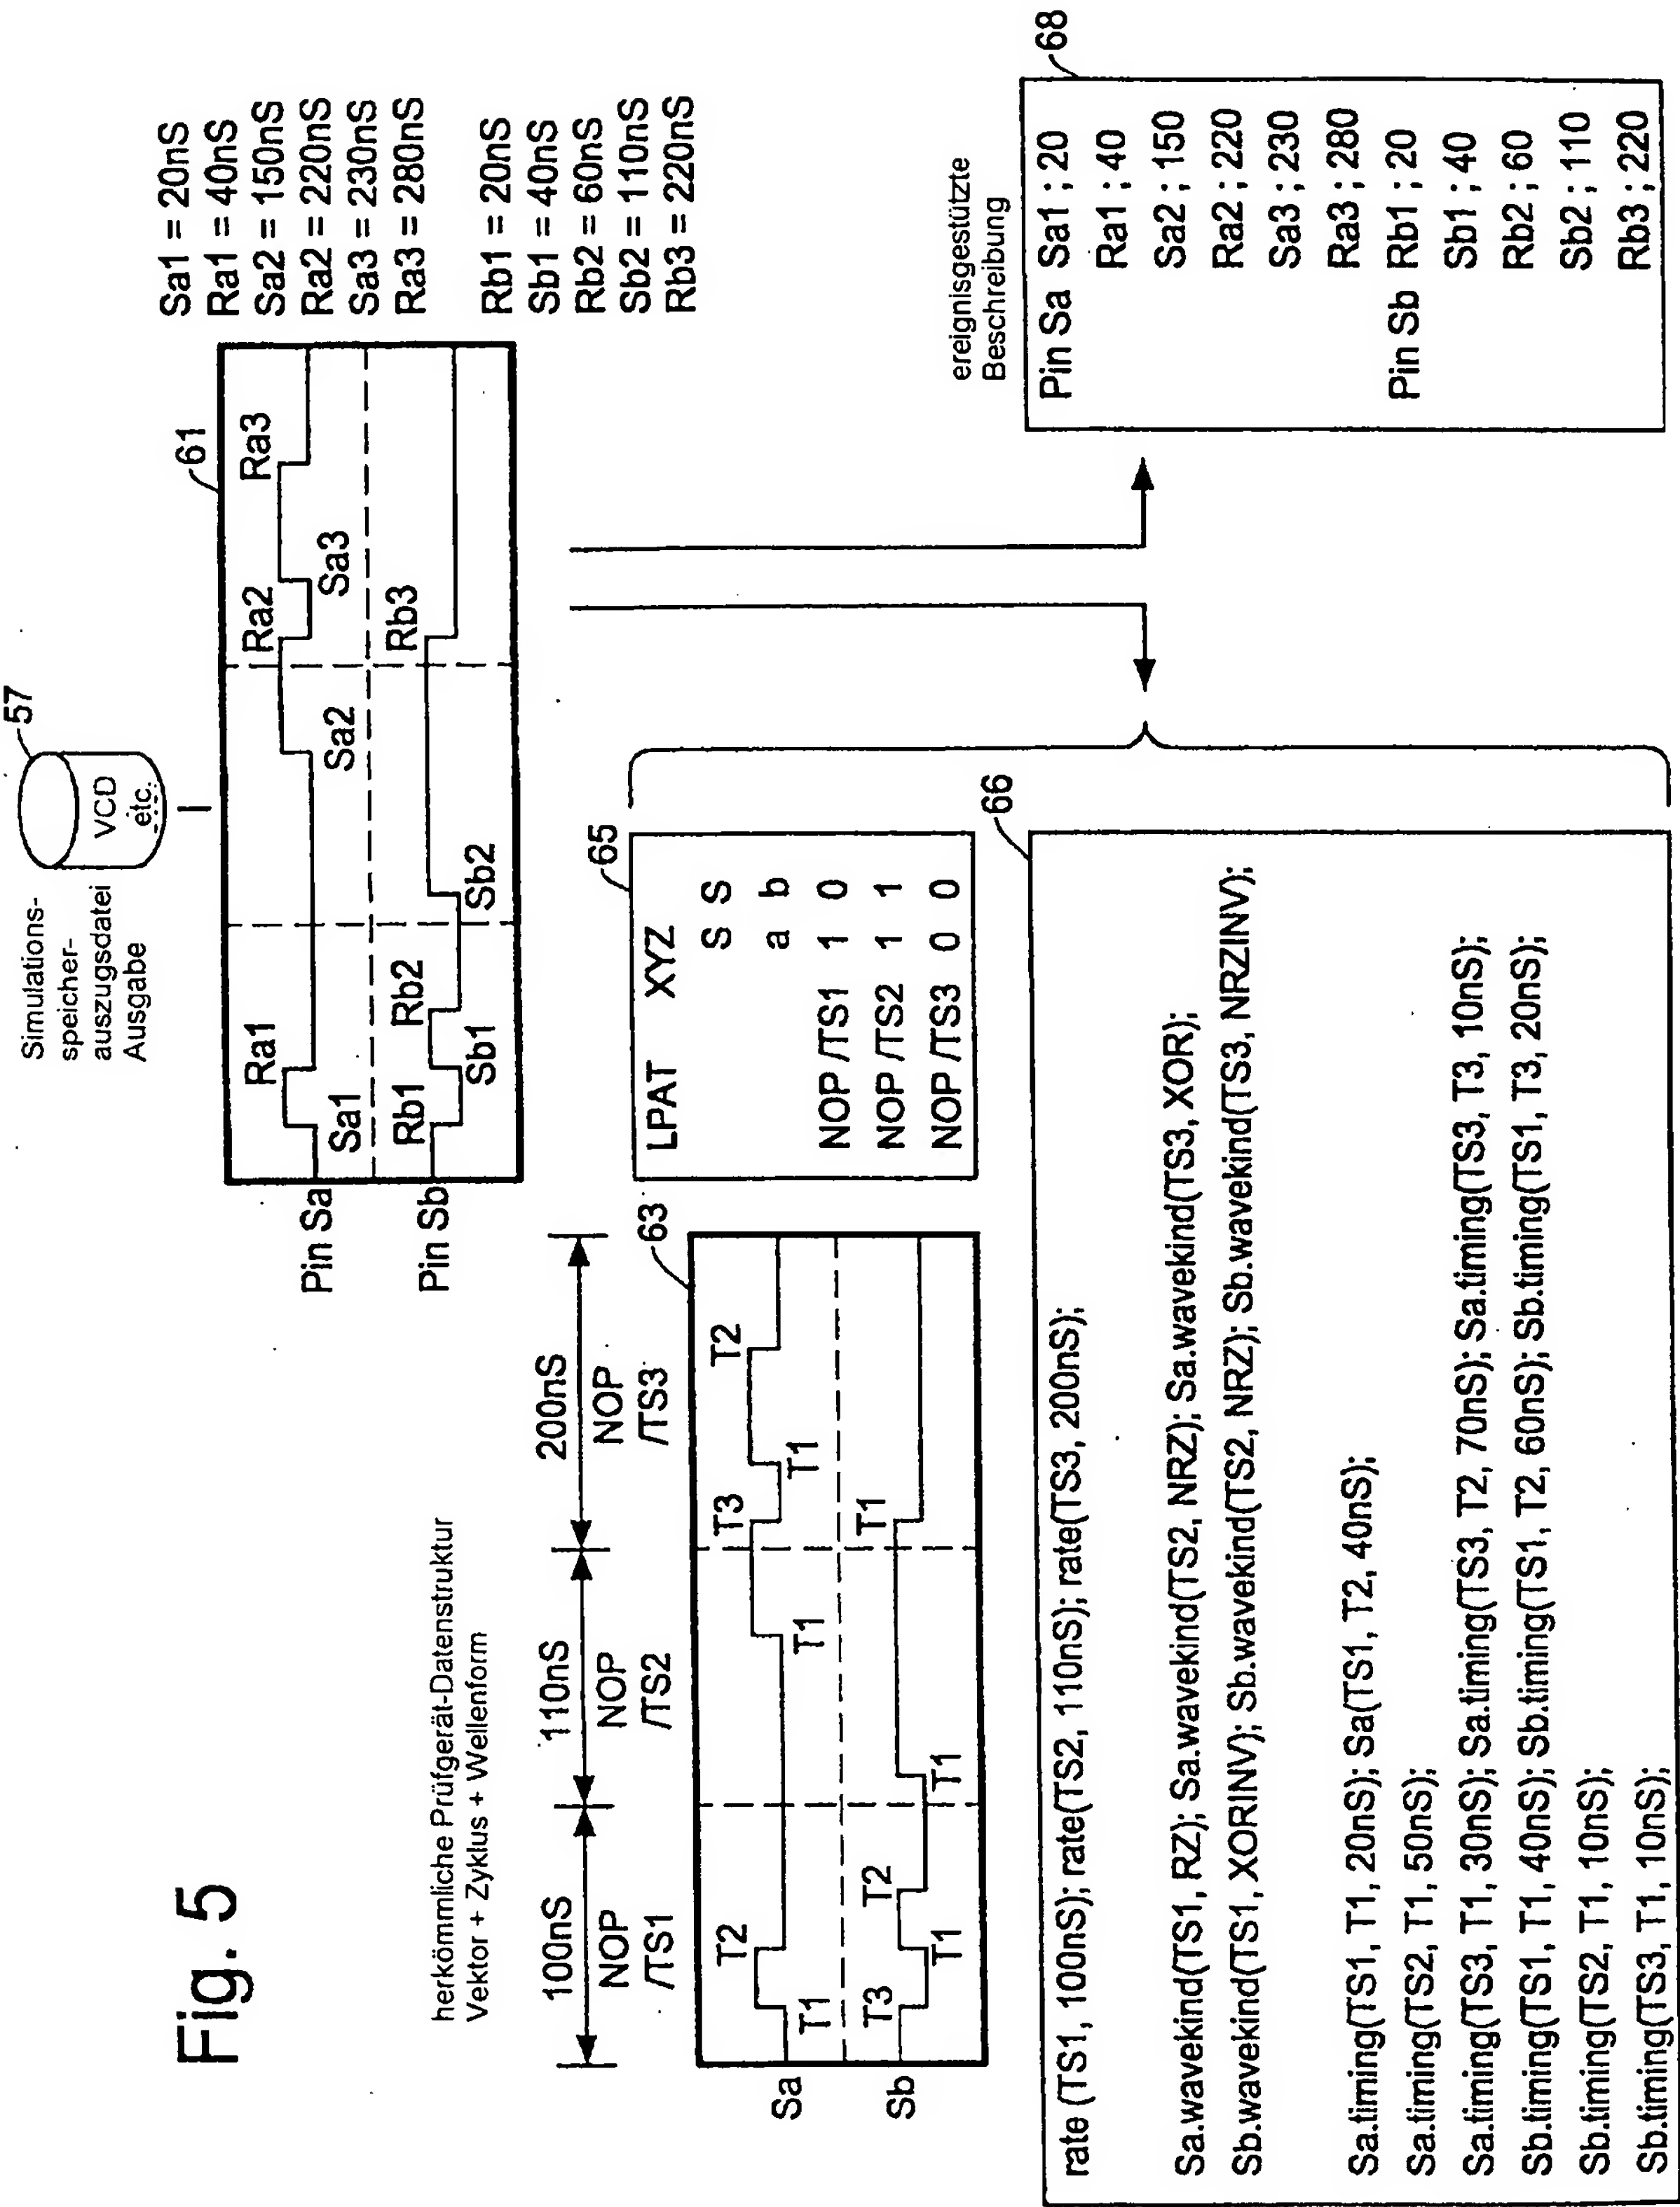 Fig. 5
Simulations-
speicher-
auszugsdatei
Ausgabe
57
VCD
etc.
61
Pin Sa
Sa1
Ra1
Sa2
Ra2
Sa3
Ra3
Pin Sb
Rb1
Sb1
Rb2
Sb2
Rb3
Sa1 = 20nS
Ra1 = 40nS
Sa2 = 150nS
Ra2 = 220nS
Sa3 = 230nS
Ra3 = 280nS
Rb1 = 20nS
Sb1 = 40nS
Rb2 = 60nS
Sb2 = 110nS
Rb3 = 220nS
herkömmliche Prüfgerät-Datenstruktur
Vektor + Zyklus + Wellenform
100nS
NOP
/TS1
110nS
NOP
/TS2
200nS
NOP
/TS3
63
Sa
T1
T2
T1
T3
T1
T2
Sb
T3
T1
T2
T1
T1
65
LPAT XYZ
S S
a b
NOP /TS1 1 0
NOP /TS2 1 1
NOP /TS3 0 0
66
rate (TS1, 100nS); rate(TS2, 110nS); rate(TS3, 200nS);
Sa.wavekind(TS1, RZ); Sa.wavekind(TS2, NRZ); Sa.wavekind(TS3, XOR);
Sb.wavekind(TS1, XORINV); Sb.wavekind(TS2, NRZ); Sb.wavekind(TS3, NRZINV);
Sa.timing(TS1, T1, 20nS); Sa(TS1, T2, 40nS);
Sa.timing(TS2, T1, 50nS);
Sa.timing(TS3, T1, 30nS); Sa.timing(TS3, T2, 70nS); Sa.timing(TS3, T3, 10nS);
Sb.timing(TS1, T1, 40nS); Sb.timing(TS1, T2, 60nS); Sb.timing(TS1, T3, 20nS);
Sb.timing(TS2, T1, 10nS);
Sb.timing(TS3, T1, 10nS);
ereignisgestützte
Beschreibung
68
Pin Sa Sa1 ; 20
Ra1 ; 40
Sa2 ; 150
Ra2 ; 220
Sa3 ; 230
Ra3 ; 280
Pin Sb Rb1 ; 20
Sb1 ; 40
Rb2 ; 60
Sb2 ; 110
Rb3 ; 220